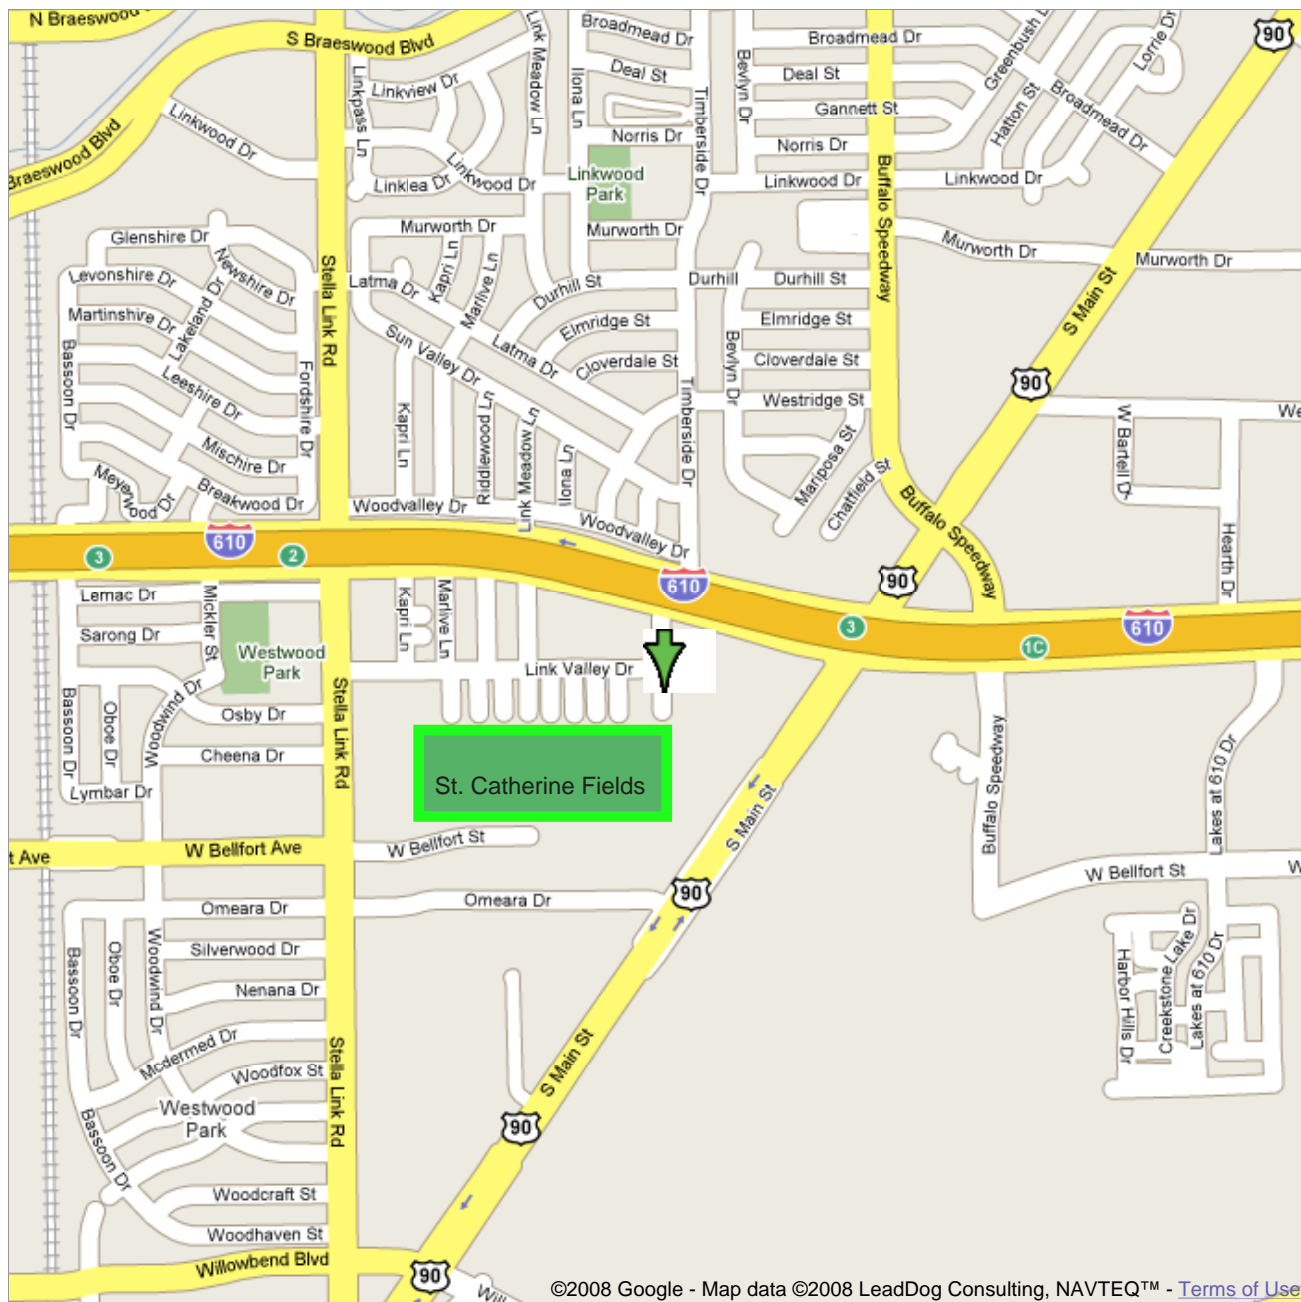 N Braeswood
S Braeswood Blvd
Braeswood Blvd
Linkwood Dr
Linkpass Ln
Linkview Dr
Link Meadow Ln
Ilona Ln
Broadmead Dr
Deal St
Norris Dr
Timberside Dr
Bevlyn Dr
Broadmead Dr
Deal St
Gannett St
Norris Dr
Linkwood Dr
Buffalo Speedway
Greenbush
Hatton St
Lorrie Dr
Broadmead Dr
Linkwood Dr
90
Linklea Dr
Linkwood Dr
Linkwood
Park
Murworth Dr
Murworth Dr
Murworth Dr
Murworth Dr
S Main St
Glenshire Dr
Newshire Dr
Levonshire Dr
Lakeland Dr
Martinshire Dr
Bassoon Dr
Leeshire Dr
Fordshire Dr
Mischire Dr
Breakwood Dr
Meyerwood Dr
Stella Link Rd
Latma Dr
Kapri Ln
Marlive Ln
Durhill St
Durhill
Durhill St
Elmridge St
Elmridge St
Cloverdale St
Cloverdale St
Latma Dr
Sun Valley Dr
Bevlyn Dr
Westridge St
Timberside Dr
Kapri Ln
Riddlewood Ln
Link Meadow Ln
Ilona Ln
Mariposa St
Chatfield St
90
W Bartell D
We
Hearth Dr
Woodvalley Dr
Woodvalley Dr
Buffalo Speedway
3
610
2
610
90
3
1C
610
Lemac Dr
Sarong Dr
Mickler St
Westwood
Park
Kapri Ln
Marlive Ln
Link Valley Dr
Bassoon Dr
Oboe Dr
Woodwind Dr
Osby Dr
Cheena Dr
Lymbar Dr
Stella Link Rd
St. Catherine Fields
S Main St
Buffalo Speedway
Lakes at 610 Dr
t Ave
W Bellfort Ave
W Bellfort St
W Bellfort St
W
Omeara Dr
Omeara Dr
90
Silverwood Dr
Nenana Dr
Bassoon Dr
Oboe Dr
Woodwind Dr
Mcdermed Dr
Woodfox St
Westwood
Park
Stella Link Rd
S Main St
Harbor Hills Dr
Creekstone Lake Dr
Lakes at 610 Dr
90
Bassoon Dr
Woodcraft St
Woodhaven St
Willowbend Blvd
90
Will
©2008 Google - Map data ©2008 LeadDog Consulting, NAVTEQ™ - Terms of Use